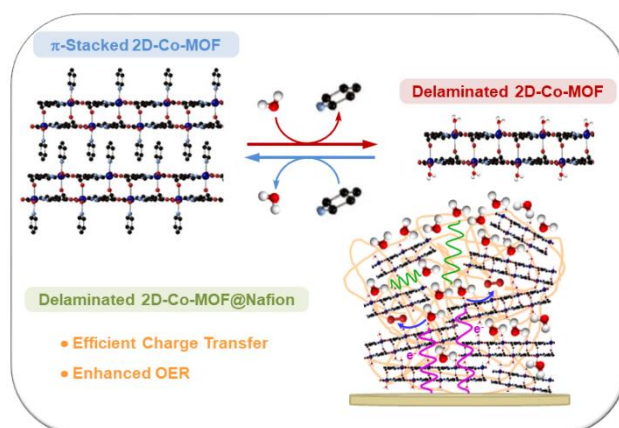 π-Stacked 2D-Co-MOF
Delaminated 2D-Co-MOF
Delaminated 2D-Co-MOF@Nafion
• Efficient Charge Transfer
• Enhanced OER
e⁻
e⁻